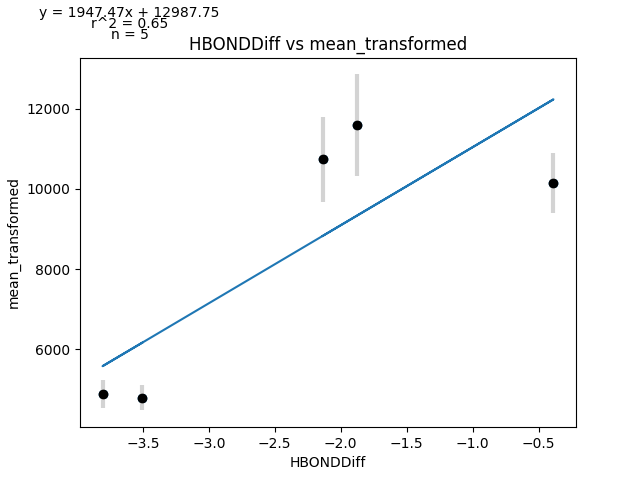 y = 1947.47x + 12987.75
r^2 = 0.65
n = 5
HBONDDiff vs mean_transformed
12000
10000
8000
6000
mean_transformed
−3.5 −3.0 −2.5 −2.0 −1.5 −1.0 −0.5
HBONDDiff